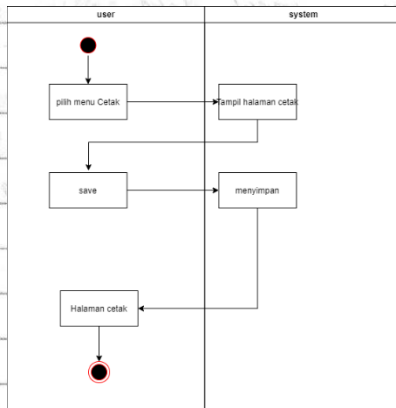 user
system
pilih menu Cetak
Tampil halaman cetak
save
menyimpan
Halaman cetak